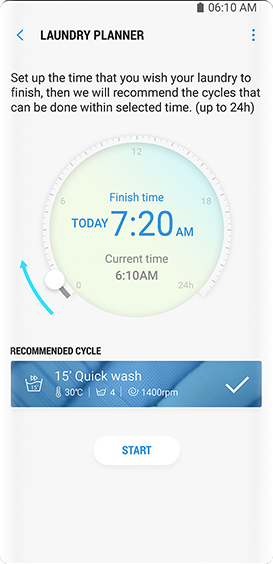 06:10 AM
LAUNDRY PLANNER
Set up the time that you wish your laundry to
finish, then we will recommend the cycles that
can be done within selected time. (up to 24h)
12
6
18
0
24h
Finish time
TODAY 7:20 AM
Current time
6:10AM
RECOMMENDED CYCLE
15'
15' Quick wash
30℃ | 4 | 1400rpm
START